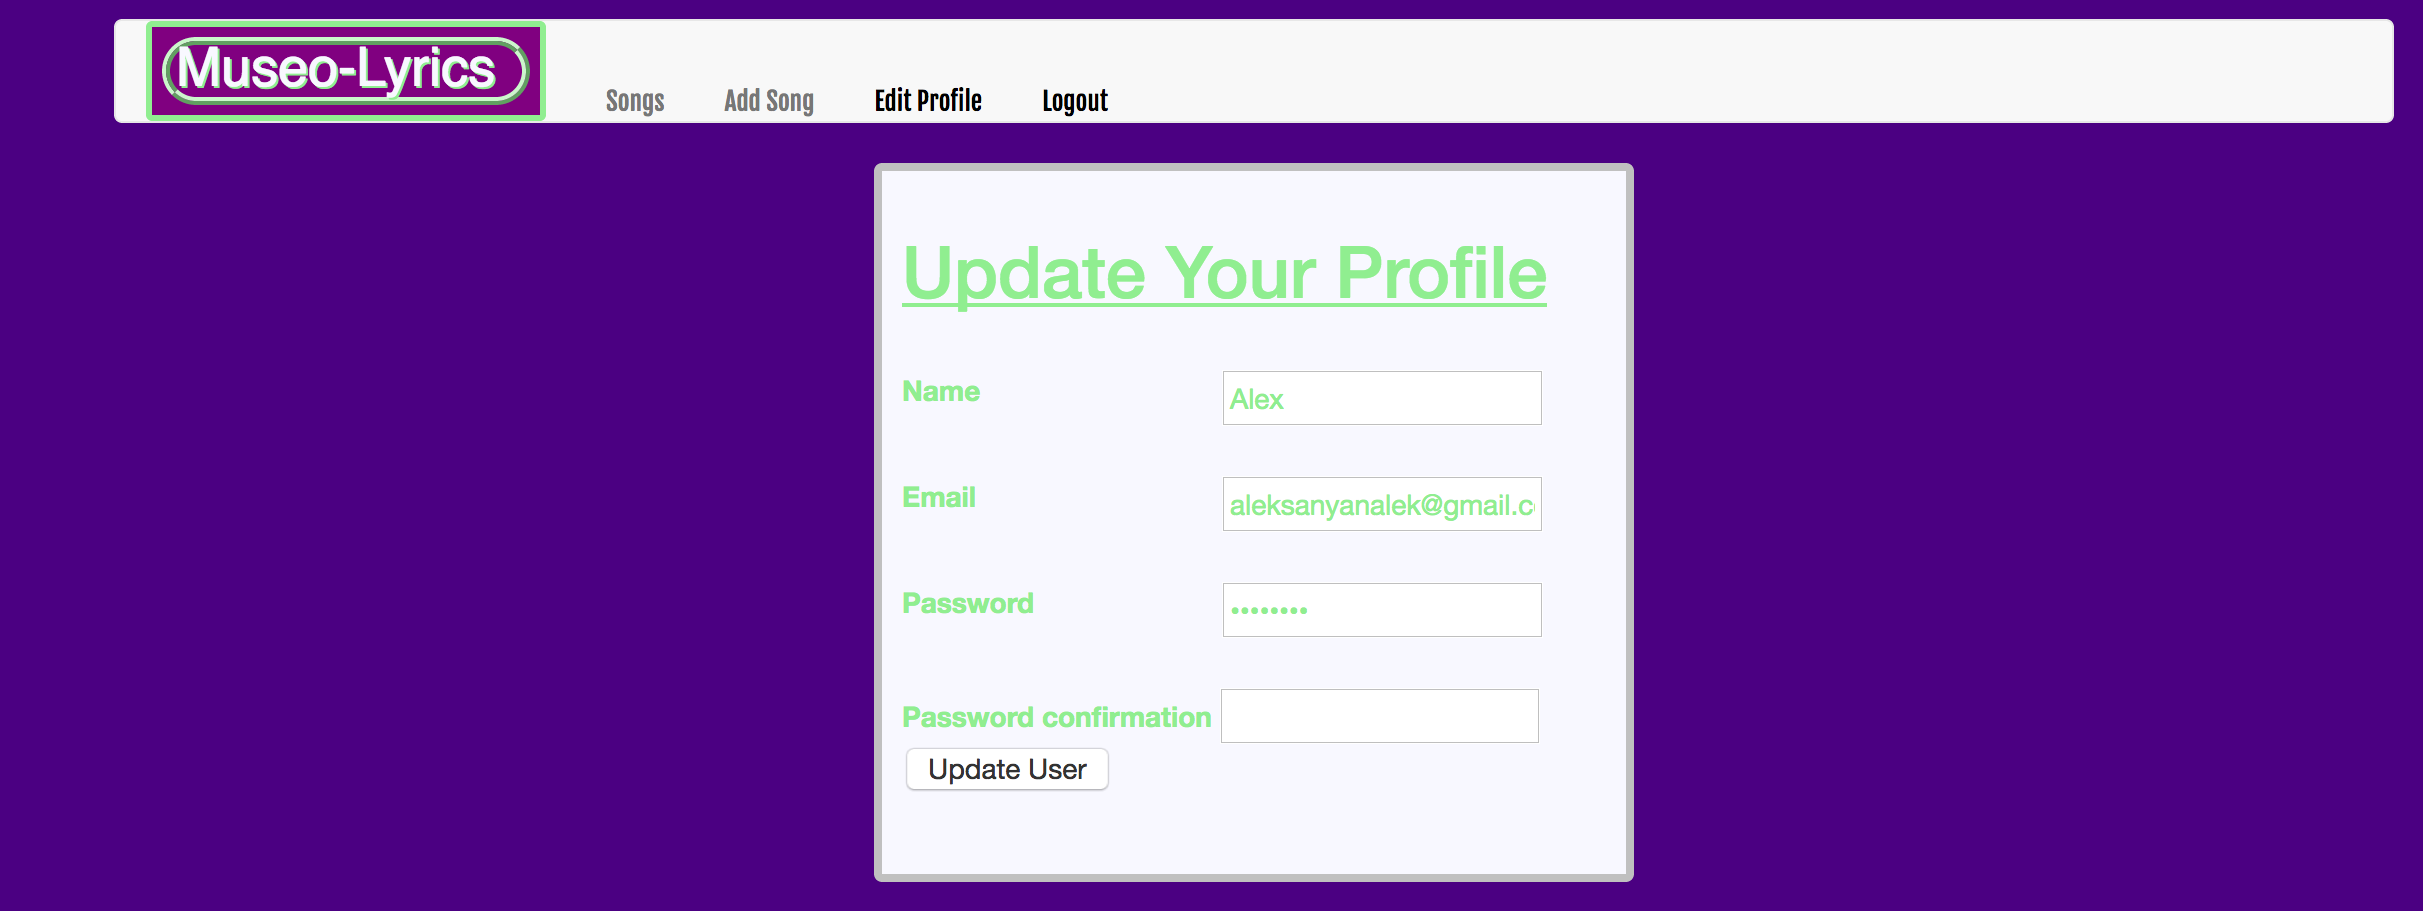 Museo-Lyrics
Songs Add Song Edit Profile Logout
Update Your Profile
Name Alex
Email aleksanyanalek@gmail.c
Password ••••••••
Password confirmation
Update User